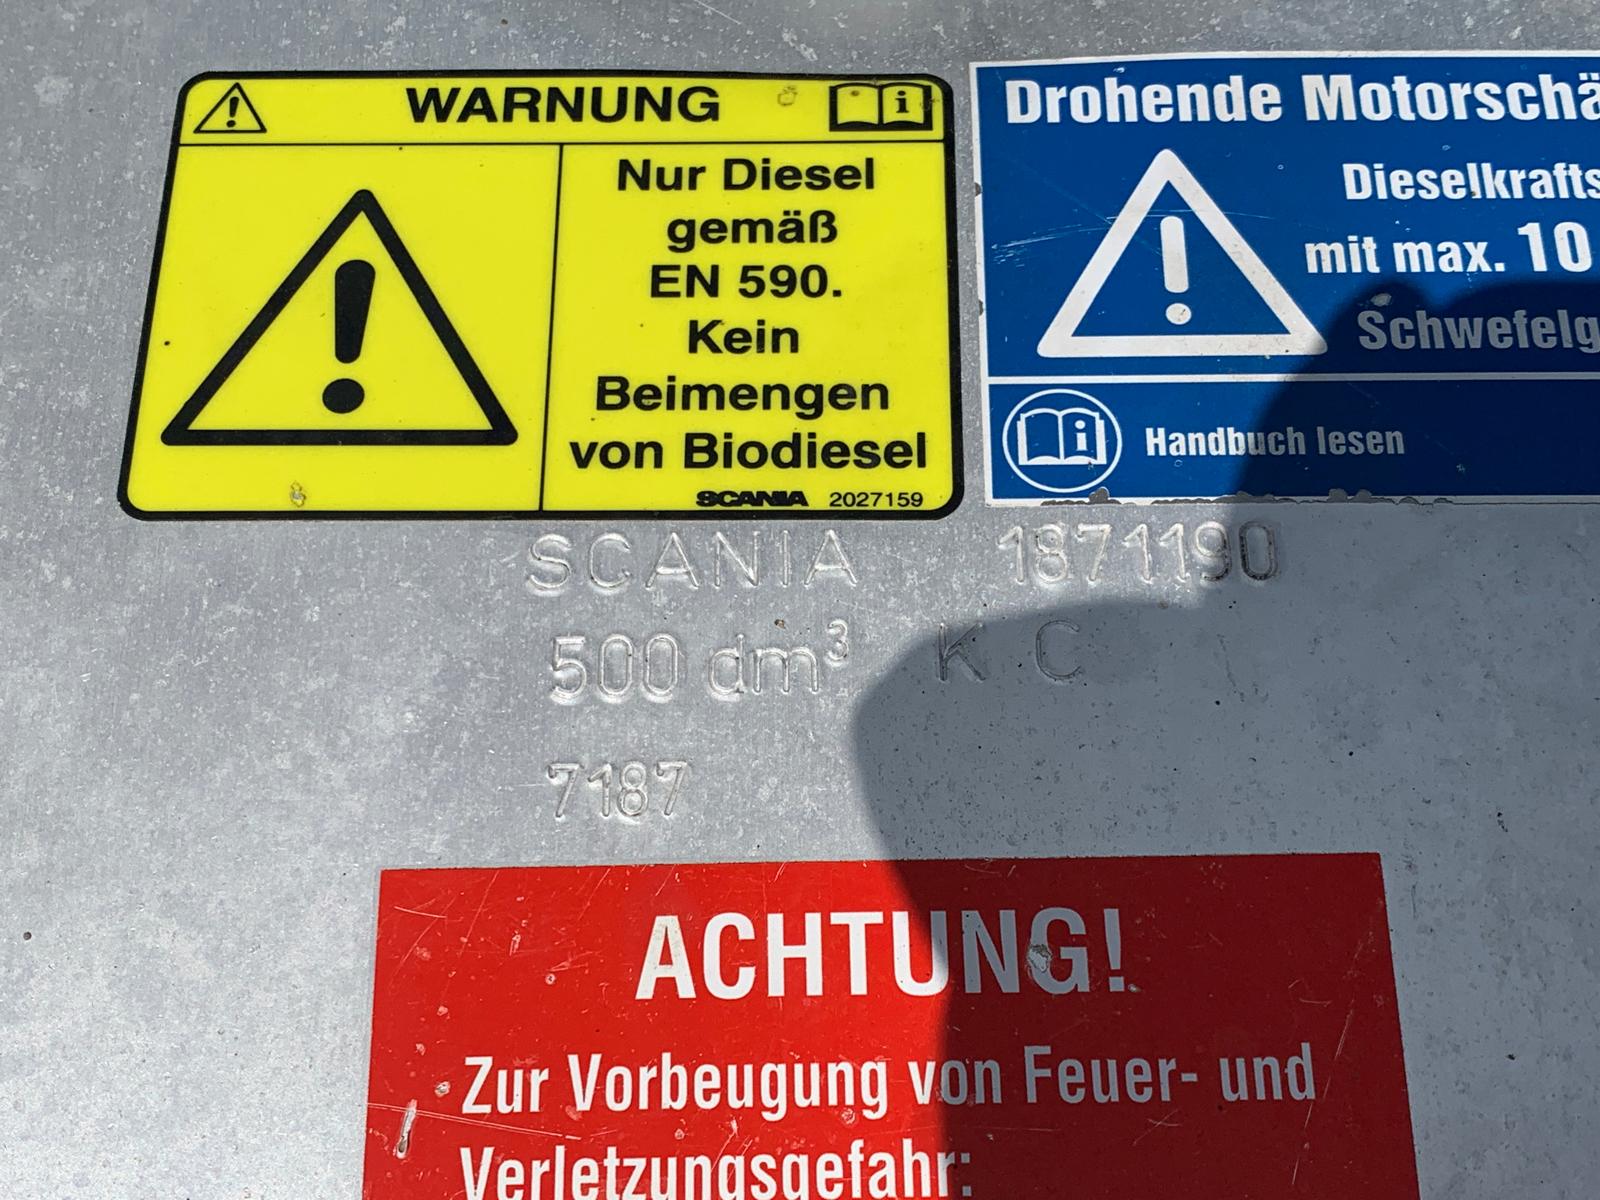 WARNUNG
Nur Diesel
gemäß
EN 590.
Kein
Beimengen
von Biodiesel
SCANIA 2027159
Drohende Motorschä
Dieselkrafts
mit max. 10
Schwefelg
Handbuch lesen
SCANIA 1871190
500 dm³ K C
7187
ACHTUNG!
Zur Vorbeugung von Feuer- und
Verletzungsgefahr: